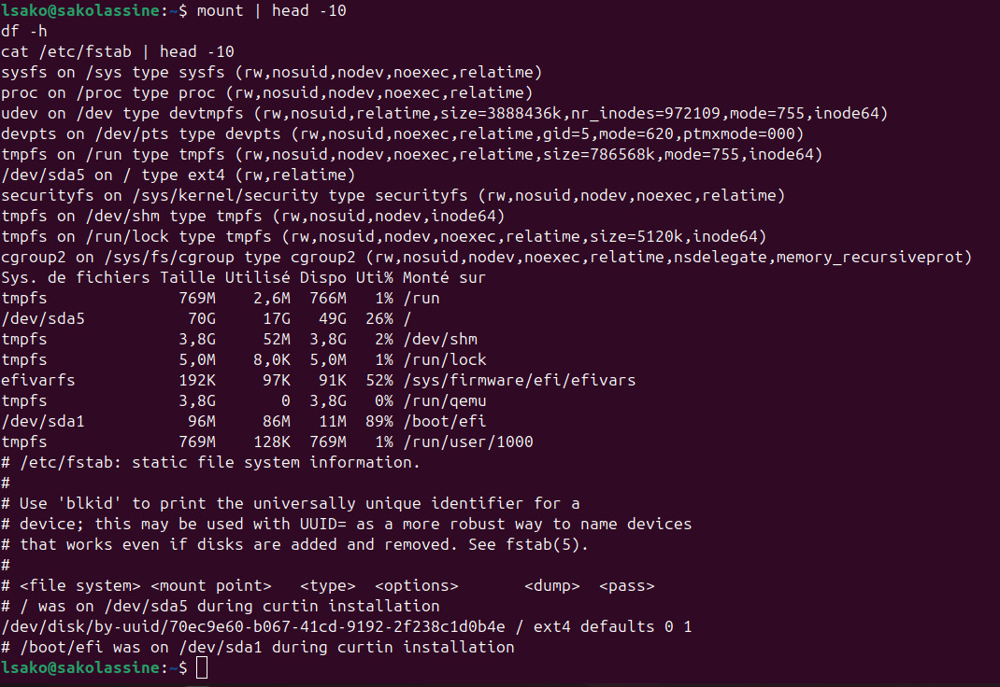 lsako@sakolassine:~$ mount | head -10
df -h
cat /etc/fstab | head -10
sysfs on /sys type sysfs (rw,nosuid,nodev,noexec,relatime)
proc on /proc type proc (rw,nosuid,nodev,noexec,relatime)
udev on /dev type devtmpfs (rw,nosuid,relatime,size=3888436k,nr_inodes=972109,mode=755,inode64)
devpts on /dev/pts type devpts (rw,nosuid,noexec,relatime,gid=5,mode=620,ptmxmode=000)
tmpfs on /run type tmpfs (rw,nosuid,nodev,noexec,relatime,size=786568k,mode=755,inode64)
/dev/sda5 on / type ext4 (rw,relatime)
securityfs on /sys/kernel/security type securityfs (rw,nosuid,nodev,noexec,relatime)
tmpfs on /dev/shm type tmpfs (rw,nosuid,nodev,inode64)
tmpfs on /run/lock type tmpfs (rw,nosuid,nodev,noexec,relatime,size=5120k,inode64)
cgroup2 on /sys/fs/cgroup type cgroup2 (rw,nosuid,nodev,noexec,relatime,nsdelegate,memory_recursiveprot)
Sys. de fichiers Taille Utilisé Dispo Uti% Monté sur
tmpfs              769M    2,6M  766M   1% /run
/dev/sda5           70G     17G   49G  26% /
tmpfs              3,8G     52M  3,8G   2% /dev/shm
tmpfs              5,0M    8,0K  5,0M   1% /run/lock
efivarfs           192K     97K   91K  52% /sys/firmware/efi/efivars
tmpfs              3,8G       0  3,8G   0% /run/qemu
/dev/sda1           96M     86M   11M  89% /boot/efi
tmpfs              769M    128K  769M   1% /run/user/1000
# /etc/fstab: static file system information.
#
# Use 'blkid' to print the universally unique identifier for a
# device; this may be used with UUID= as a more robust way to name devices
# that works even if disks are added and removed. See fstab(5).
#
# <file system> <mount point>   <type>  <options>       <dump>  <pass>
# / was on /dev/sda5 during curtin installation
/dev/disk/by-uuid/70ec9e60-b067-41cd-9192-2f238c1d0b4e / ext4 defaults 0 1
# /boot/efi was on /dev/sda1 during curtin installation
lsako@sakolassine:~$